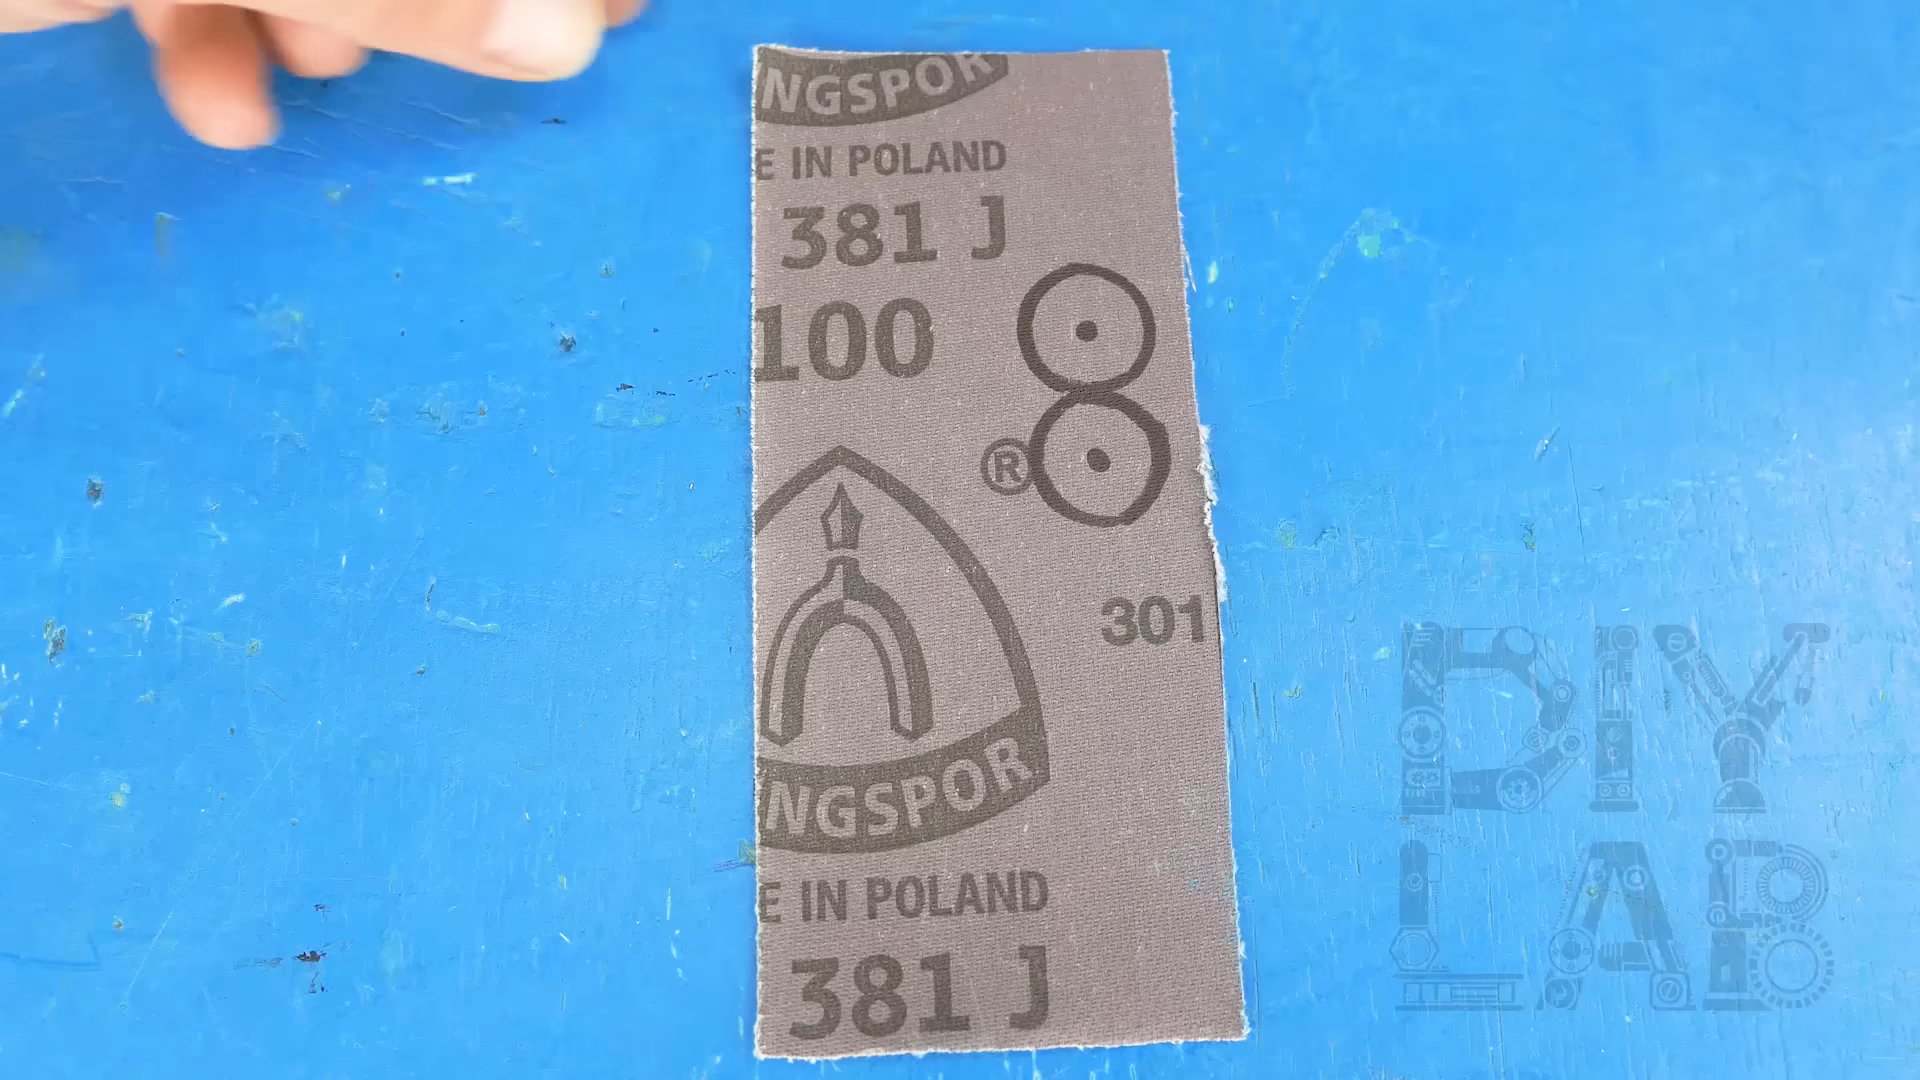 NGSPOR
E IN POLAND
381 J
100
®
301
NGSPOR
E IN POLAND
381 J
DIY
LAB